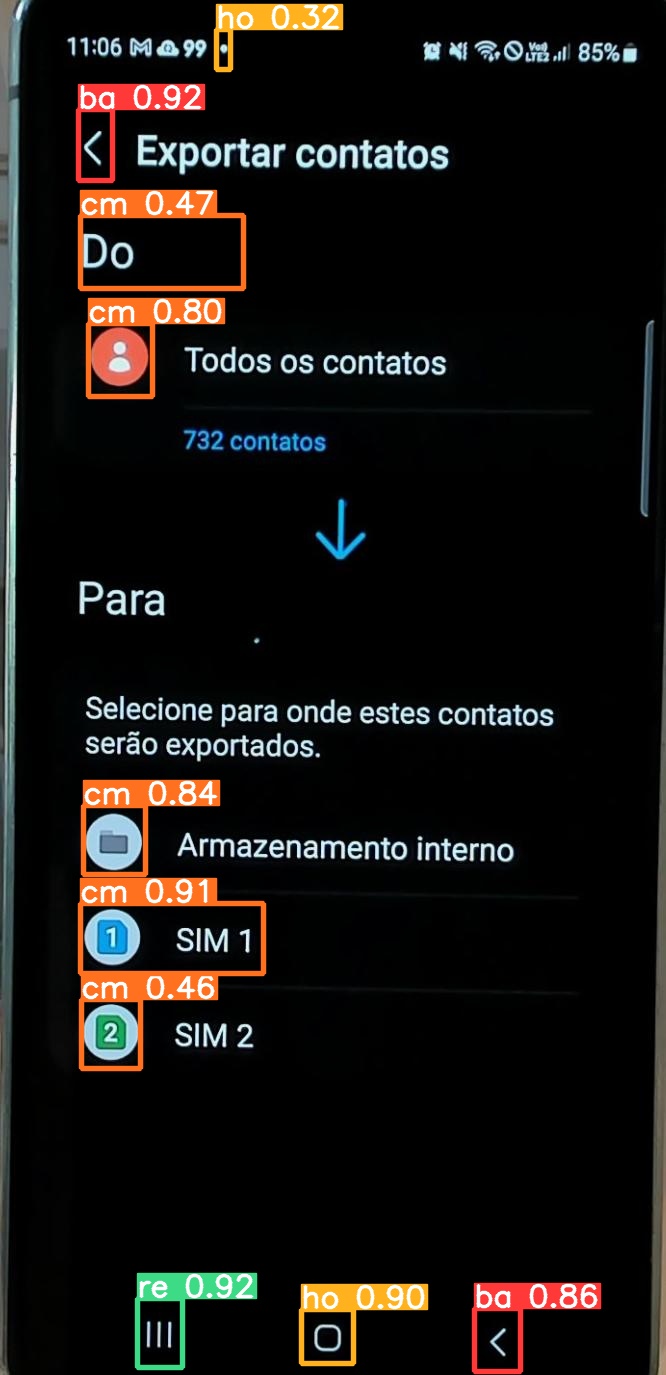 ho 0.32
11:06 99 Vo) LTE2 85%
ba 0.92
Exportar contatos
cm 0.47
Do
cm 0.80
Todos os contatos
732 contatos
Para
Selecione para onde estes contatos
serão exportados.
cm 0.84
Armazenamento interno
cm 0.91
1 SIM 1
cm 0.46
2 SIM 2
re 0.92
ho 0.90
ba 0.86